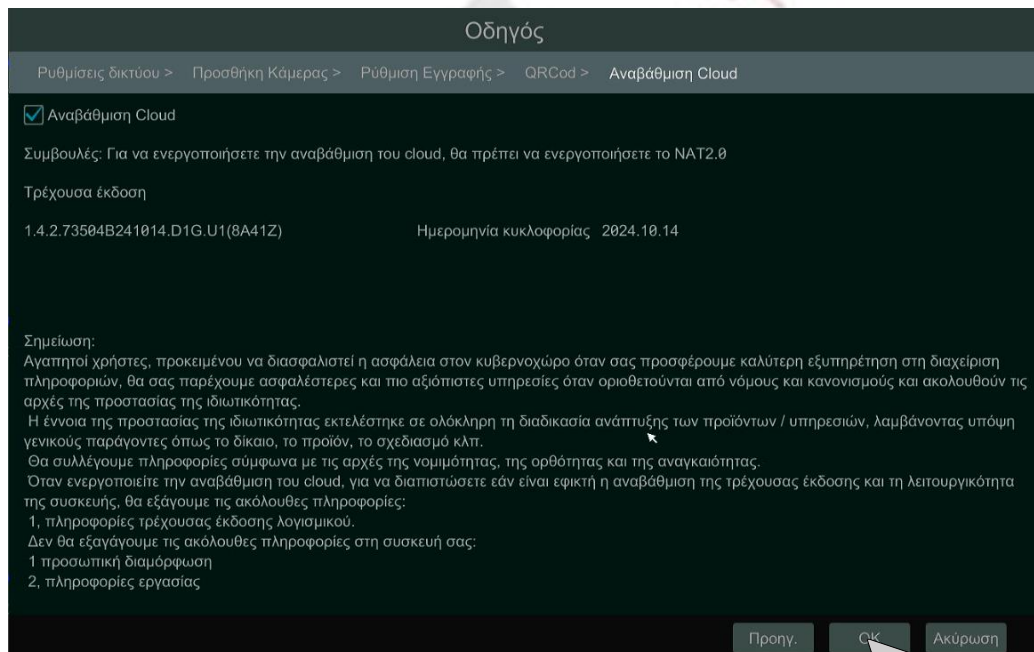 Οδηγός
Ρυθμίσεις δικτύου > Προσθήκη Κάμερας > Ρύθμιση Εγγραφής > QRCod > Αναβάθμιση Cloud
Αναβάθμιση Cloud
Συμβουλές: Για να ενεργοποιήσετε την αναβάθμιση του cloud, θα πρέπει να ενεργοποιήσετε το NAT2.0
Τρέχουσα έκδοση
1.4.2.73504B241014.D1G.U1(8A41Z) Ημερομηνία κυκλοφορίας 2024.10.14
Σημείωση:
Αγαπητοί χρήστες, προκειμένου να διασφαλιστεί η ασφάλεια στον κυβερνοχώρο όταν σας προσφέρουμε καλύτερη εξυπηρέτηση στη διαχείριση
πληροφοριών, θα σας παρέχουμε ασφαλέστερες και πιο αξιόπιστες υπηρεσίες όταν οριοθετούνται από νόμους και κανονισμούς και ακολουθούν τις
αρχές της προστασίας της ιδιωτικότητας.
Η έννοια της προστασίας της ιδιωτικότητας εκτελέστηκε σε ολόκληρη τη διαδικασία ανάπτυξης των προϊόντων / υπηρεσιών, λαμβάνοντας υπόψη
γενικούς παράγοντες όπως το δίκαιο, το προϊόν, το σχεδιασμό κλπ.
Θα συλλέγουμε πληροφορίες σύμφωνα με τις αρχές της νομιμότητας, της ορθότητας και της αναγκαιότητας.
Όταν ενεργοποιείτε την αναβάθμιση του cloud, για να διαπιστώσετε εάν είναι εφικτή η αναβάθμιση της τρέχουσας έκδοσης και τη λειτουργικότητα
της συσκευής, θα εξάγουμε τις ακόλουθες πληροφορίες:
1, πληροφορίες τρέχουσας έκδοσης λογισμικού.
Δεν θα εξαγάγουμε τις ακόλουθες πληροφορίες στη συσκευή σας:
1 προσωπική διαμόρφωση
2, πληροφορίες εργασίας
Προηγ. OK Ακύρωση